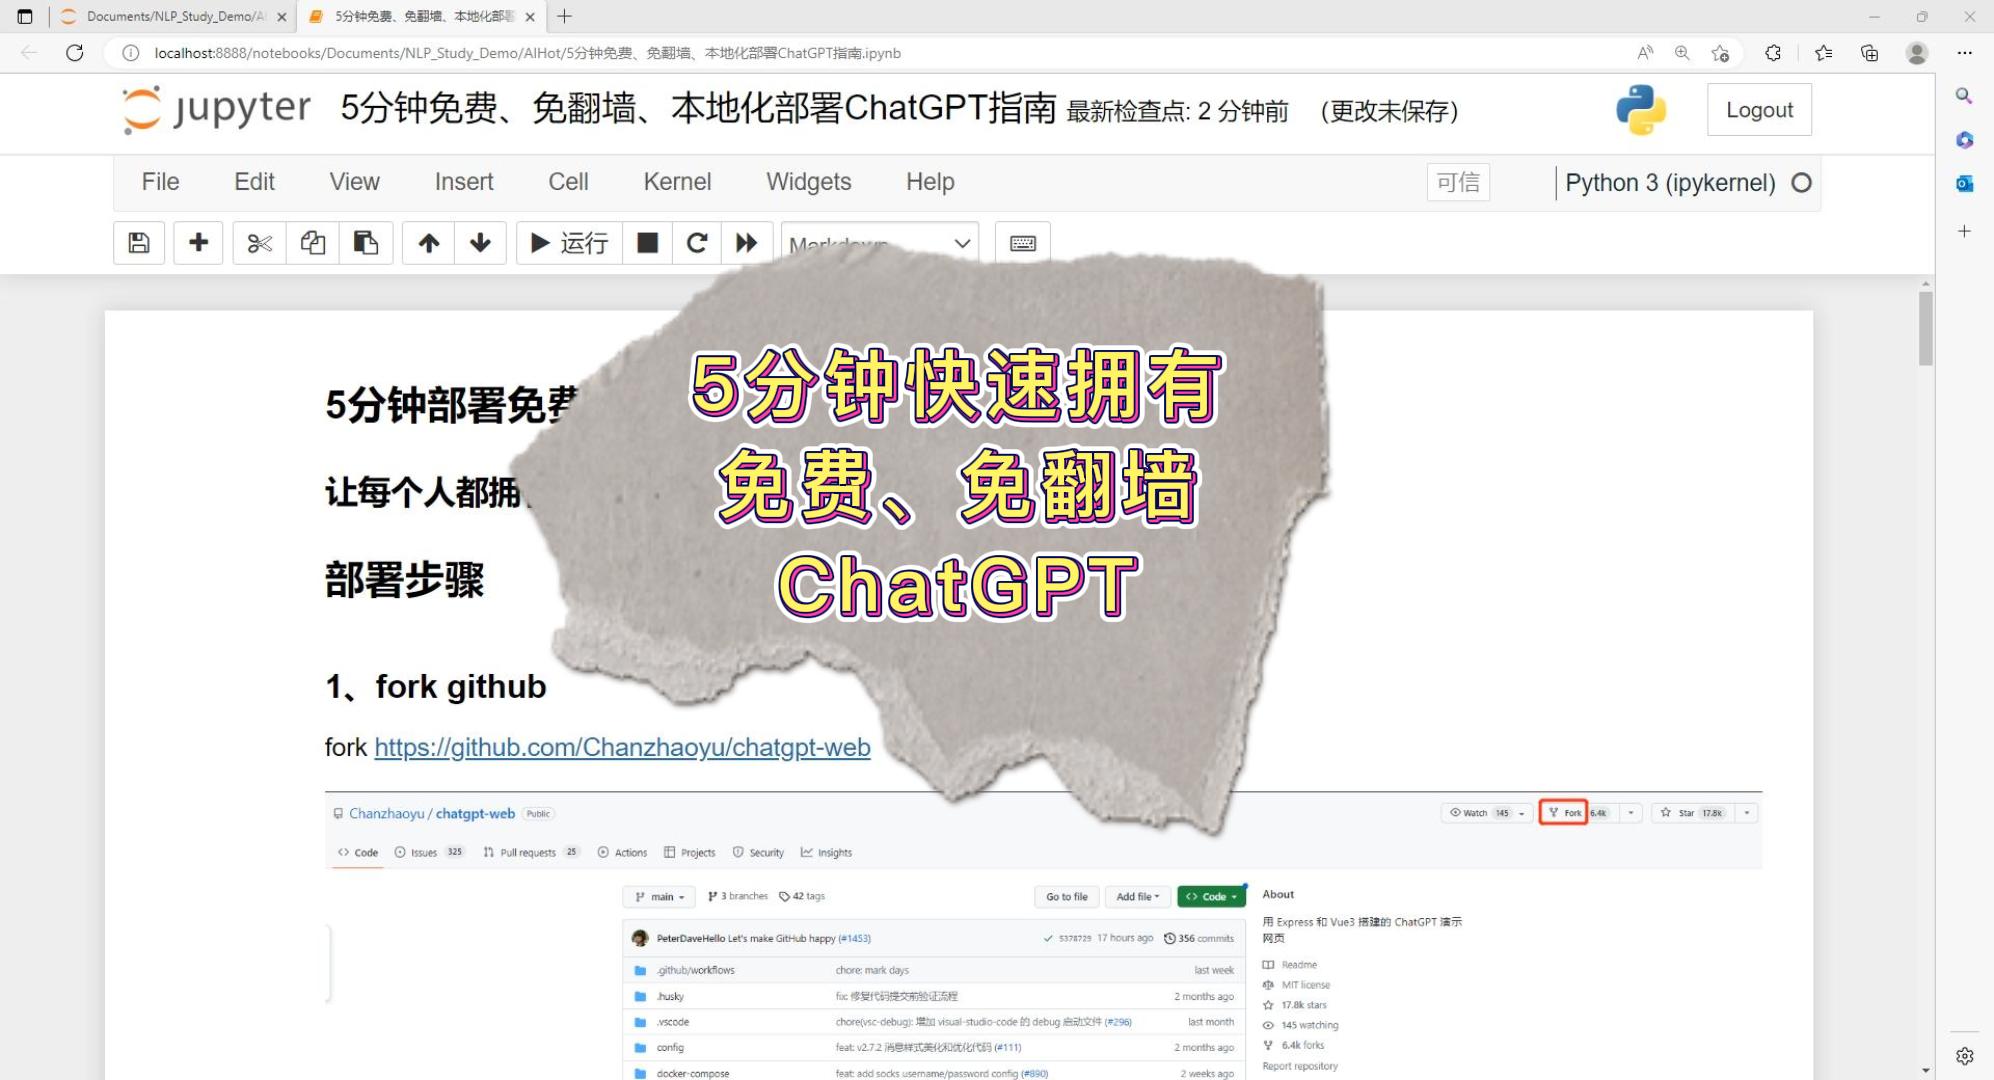 Documents/NLP_Study_Demo/AI
5分钟免费、免翻墙、本地化部署
localhost:8888/notebooks/Documents/NLP_Study_Demo/AIHot/5分钟免费、免翻墙、本地化部署ChatGPT指南.ipynb
jupyter 5分钟免费、免翻墙、本地化部署ChatGPT指南 最新检查点: 2 分钟前 (更改未保存)
Logout
File Edit View Insert Cell Kernel Widgets Help
可信
Python 3 (ipykernel)
运行
Markdown
5分钟部署免费
5分钟快速拥有
免费、免翻墙
ChatGPT
让每个人都拥
部署步骤
1、fork github
fork https://github.com/Chanzhaoyu/chatgpt-web
Chanzhaoyu / chatgpt-web Public
Watch 145 Fork 6.4k Star 17.8k
Code Issues 325 Pull requests 25 Actions Projects Security Insights
main 3 branches 42 tags
Go to file Add file Code
About
用 Express 和 Vue3 搭建的 ChatGPT 演示
网页
PeterDaveHello Let's make GitHub happy (#1453) 5378729 17 hours ago 356 commits
.github/workflows chore: mark days last week
.husky fix: 修复代码提交前验证流程 2 months ago
.vscode chore(vsc-debug): 增加 visual-studio-code 的 debug 启动文件 (#296) last month
config feat: v2.7.2 消息样式美化和优化代码 (#111) 2 months ago
docker-compose feat: add socks username/password config (#890) 2 weeks ago
Readme
MIT license
17.8k stars
145 watching
6.4k forks
Report repository